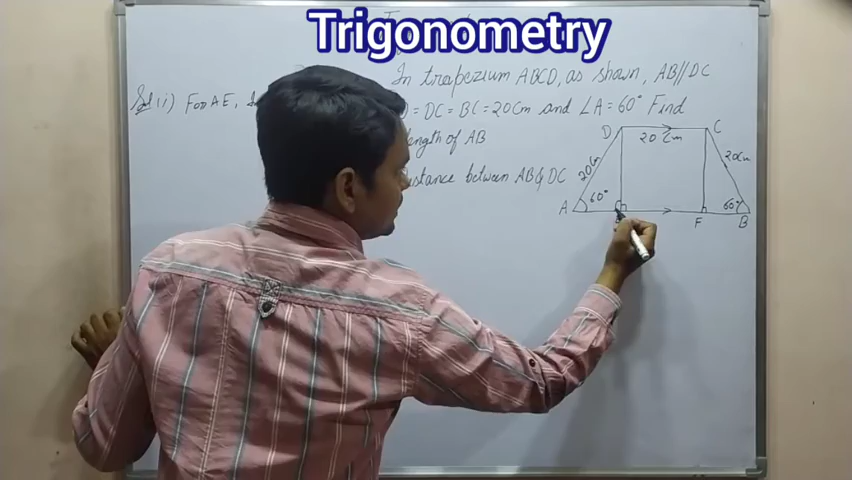 Trigonometry
In trapezium ABCD, as shown, AB//DC
Sol (i) For AE, = DC = BC = 20Cm and ∠A = 60° Find
length of AB
between AB & DC
D C
20 Cm
20Cm 20Cm
A 60° 60° B
F